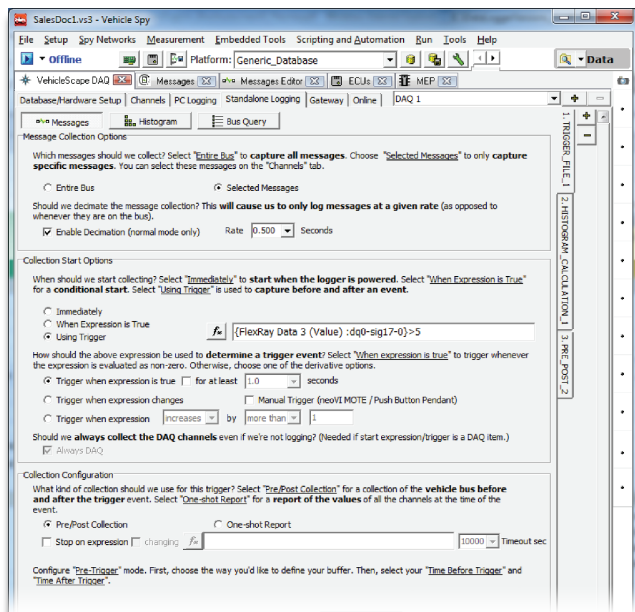 SalesDoc1.vs3 - Vehicle Spy
File Setup Spy Networks Measurement Embedded Tools Scripting and Automation Run Tools Help
Offline Platform: Generic_Database Data
VehicleScape DAQ Messages Messages Editor ECUs MEP
Database/Hardware Setup Channels PC Logging Standalone Logging Gateway Online DAQ 1
Messages Histogram Bus Query
Message Collection Options
Which messages should we collect? Select "Entire Bus" to capture all messages. Choose "Selected Messages" to only capture
specific messages. You can select these messages on the "Channels" tab.
Entire Bus Selected Messages
Should we decimate the message collection? This will cause us to only log messages at a given rate (as opposed to
whenever they are on the bus).
Enable Decimation (normal mode only) Rate 0.500 Seconds
Collection Start Options
When should we start collecting? Select "Immediately" to start when the logger is powered. Select "When Expression is True"
for a conditional start. Select "Using Trigger" is used to capture before and after an event.
Immediately
When Expression is True
Using Trigger fx {FlexRay Data 3 (Value) :dq0-sig17-0}>5
How should the above expression be used to determine a trigger event? Select "When expression is true" to trigger whenever
the expression is evaluated as non-zero. Otherwise, choose one of the derivative options.
Trigger when expression is true for at least 1.0 seconds
Trigger when expression changes Manual Trigger (neoVI MOTE / Push Button Pendant)
Trigger when expression increases by more than 1
Should we always collect the DAQ channels even if we're not logging? (Needed if start expression/trigger is a DAQ item.)
Always DAQ
Collection Configuration
What kind of collection should we use for this trigger? Select "Pre/Post Collection" for a collection of the vehicle bus before
and after the trigger event. Select "One-shot Report" for a report of the values of all the channels at the time of the
event.
Pre/Post Collection One-shot Report
Stop on expression changing fx 10000 Timeout sec
Configure "Pre-Trigger" mode. First, choose the way you'd like to define your buffer. Then, select your "Time Before Trigger" and
"Time After Trigger".
1. TRIGGER_FILE_1
2. HISTOGRAM_CALCULATION_1
3. PRE_POST_2